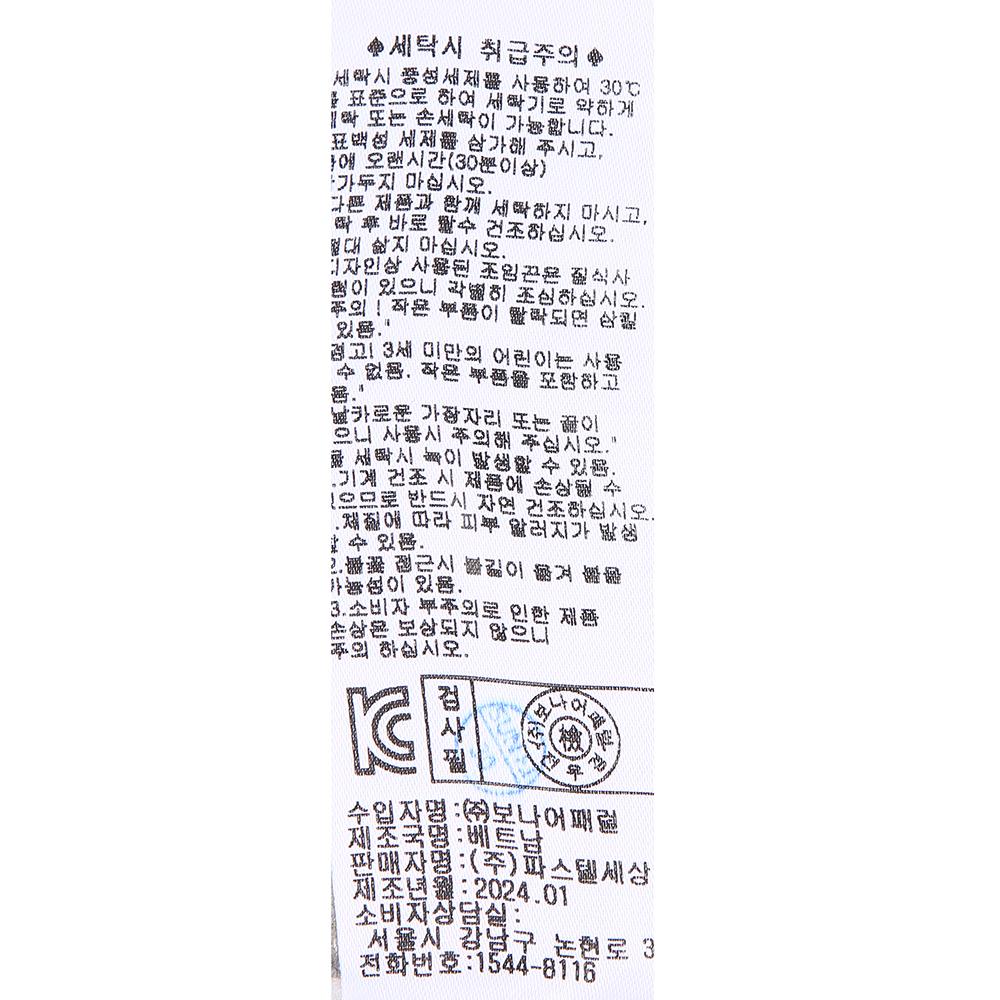 ♠세탁시 취급주의♠
세탁시 중성세제를 사용하여 30℃
를 표준으로 하여 세탁기로 약하게
세탁 또는 손세탁이 가능합니다.
표백성 세제를 삼가해 주시고,
에 오랜시간(30분이상)
가두지 마십시오.
다른 제품과 함께 세탁하지 마시고,
탁 후 바로 탈수 건조하십시오.
절대 삶지 마십시오.
디자인상 사용된 조임끈은 질식사
험이 있으니 각별히 조심하십시오.
주의! 작은 부품이 탈락되면 삼킬
있음."
경고! 3세 미만의 어린이는 사용
수 없음. 작은 부품을 포함하고
음."
날카로운 가장자리 또는 끝이
으니 사용시 주의해 주십시오."
물 세탁시 녹이 발생할 수 있음.
기계 건조 시 제품에 손상될 수
있으므로 반드시 자연 건조하십시오.
.체질에 따라 피부 알러지가 발생
할 수 있음.
2.불꽃 접근시 불길이 옮겨 붙을
가능성이 있음.
3.소비자 부주의로 인한 제품
손상은 보상되지 않으니
주의 하십시오.
KC
검사필
(주)보나어패럴
檢
수입자명:㈜보나어패럴
제조국명:베트남
판매자명:(주)파스텔세상
제조년월:2024.01
소비자상담실:
서울시 강남구 논현로 3
전화번호:1544-8116